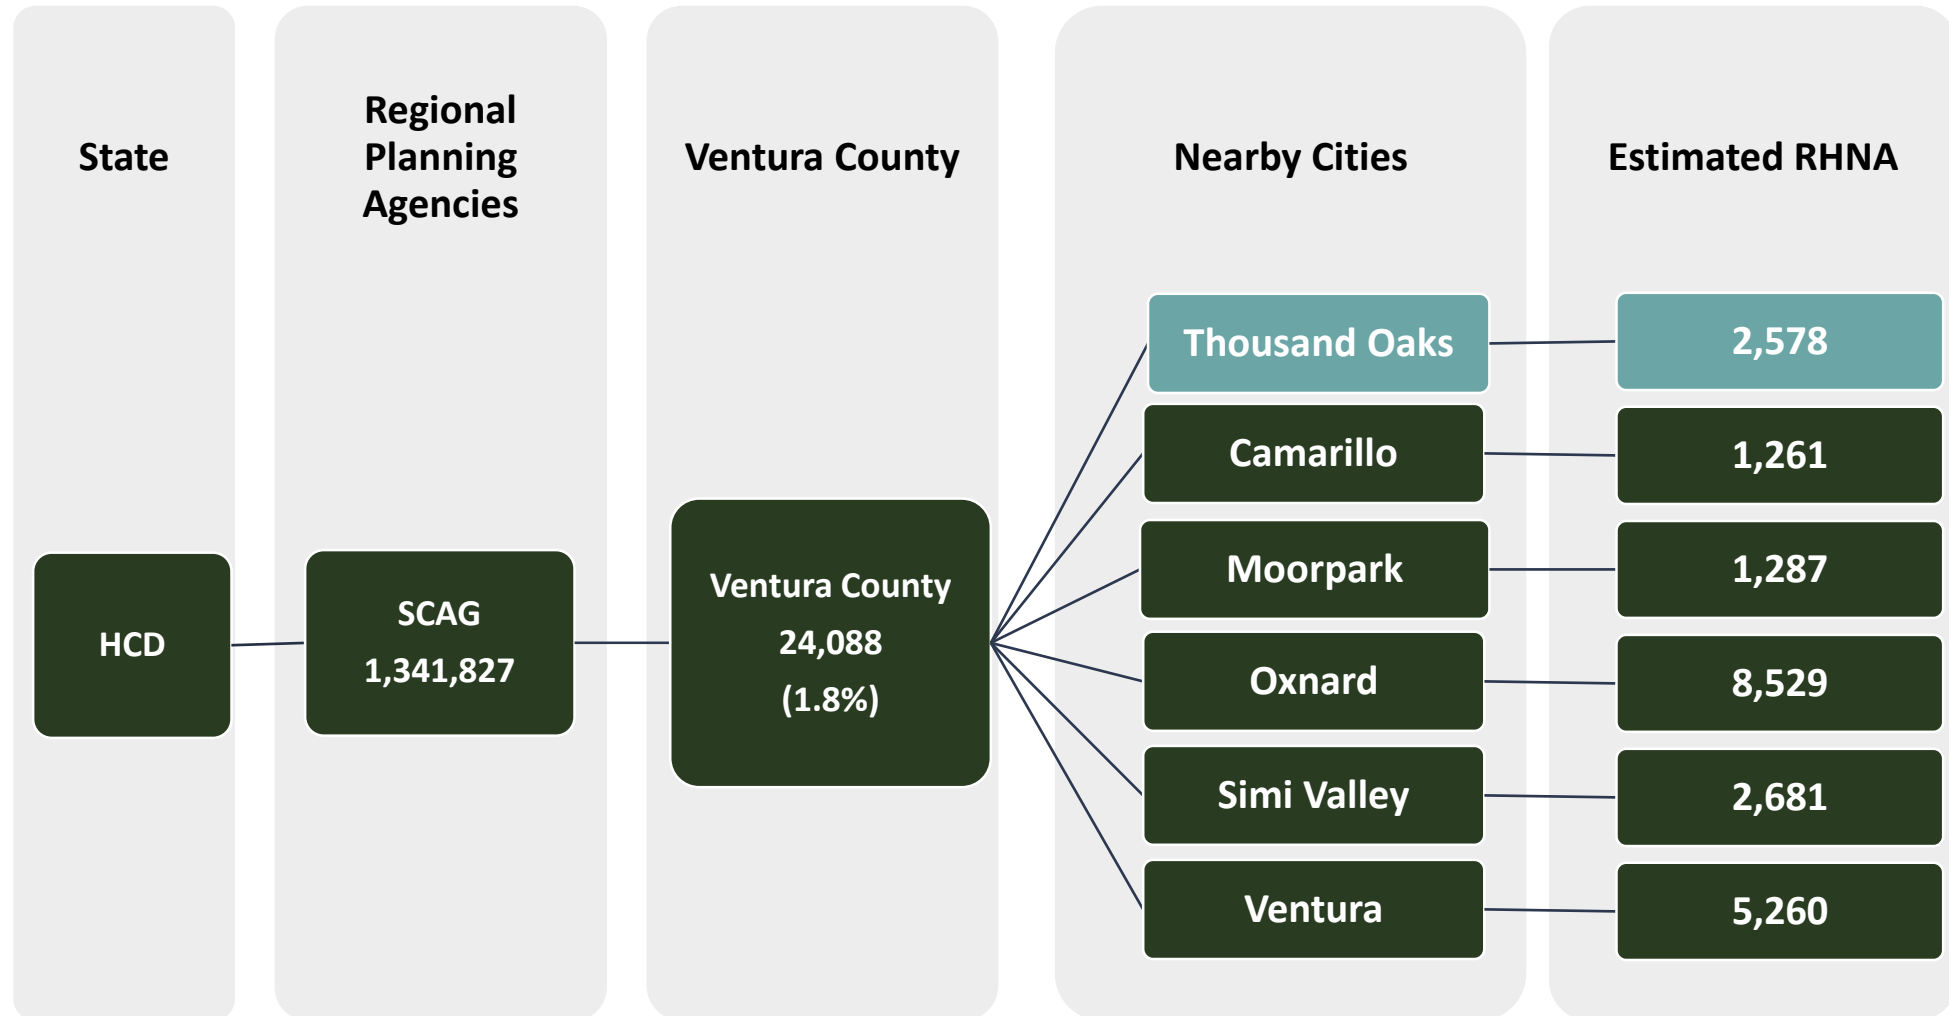 State
Regional
Planning
Agencies
Ventura County
Nearby Cities
Estimated RHNA
HCD
SCAG
1,341,827
Ventura County
24,088
(1.8%)
Thousand Oaks
2,578
Camarillo
1,261
Moorpark
1,287
Oxnard
8,529
Simi Valley
2,681
Ventura
5,260